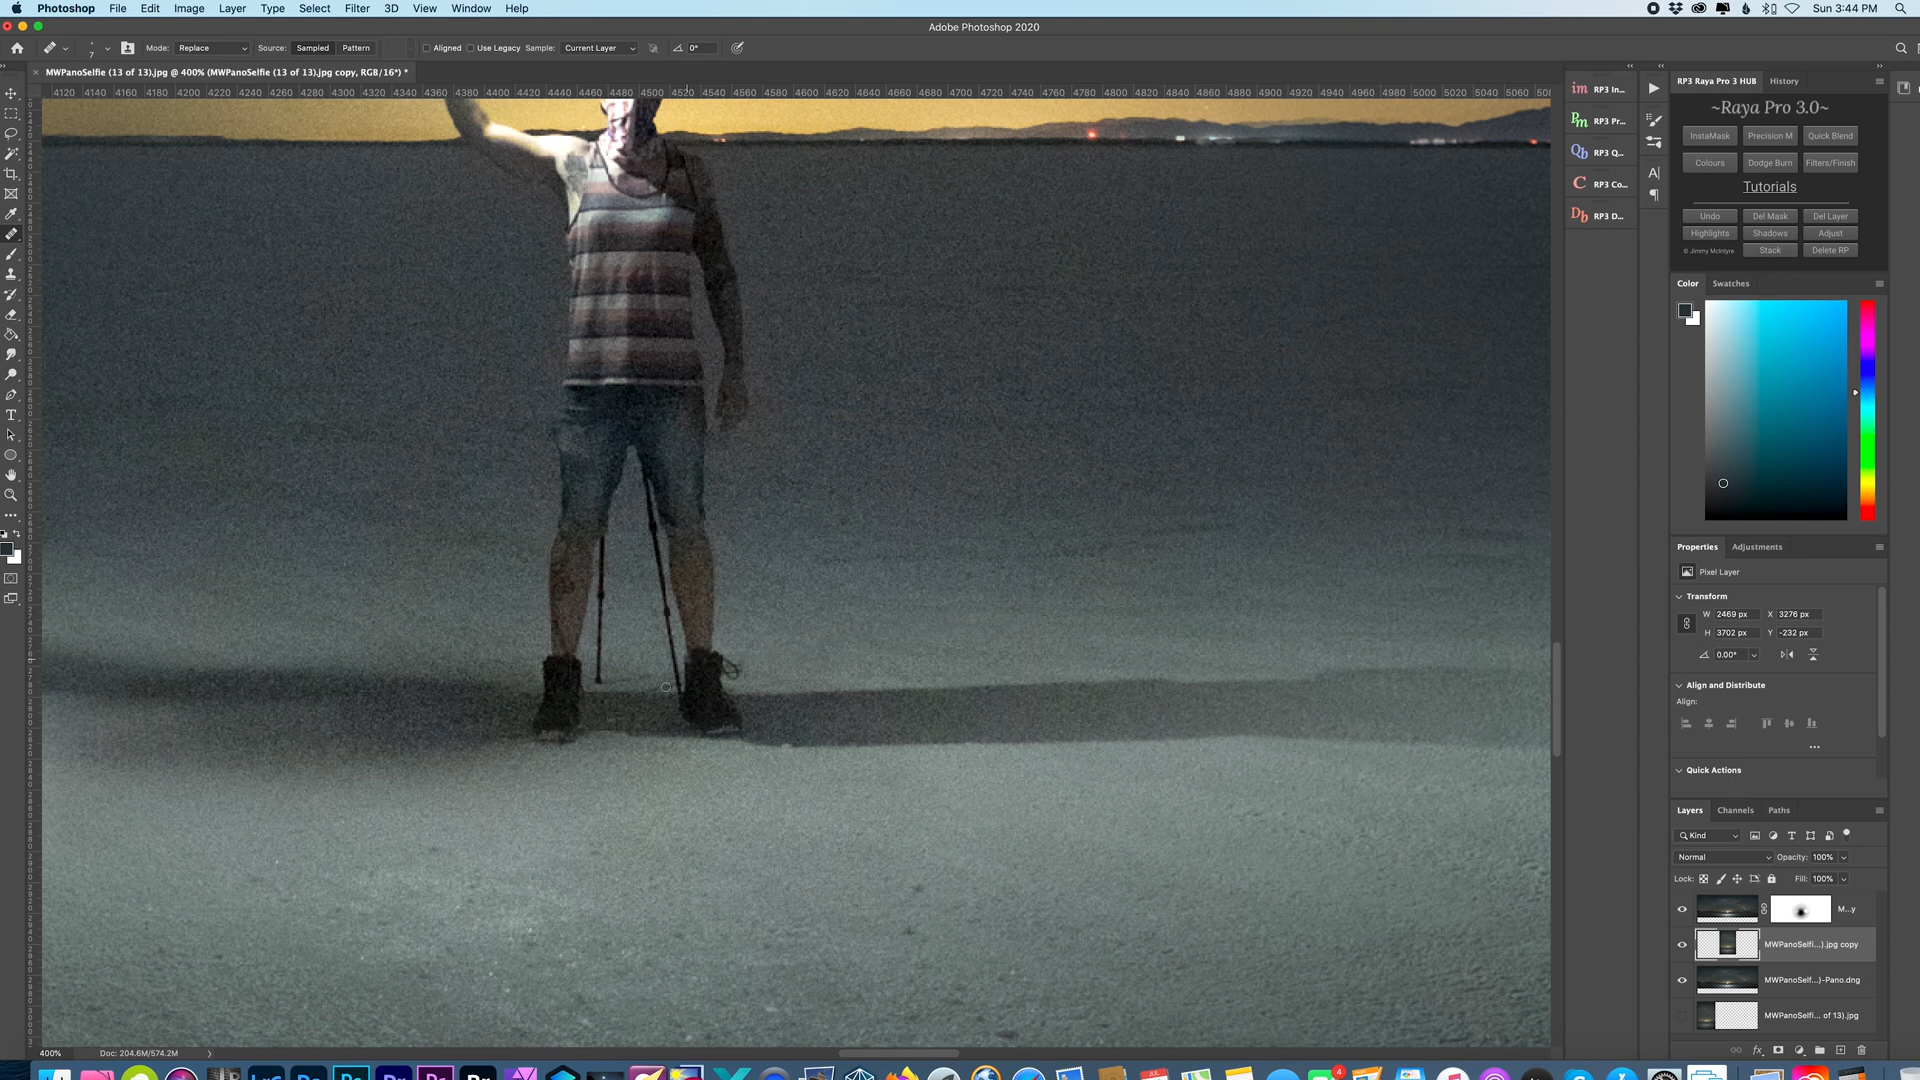 Photoshop File Edit Image Layer Type Select Filter 3D View Window Help
Sun 3:44 PM
Adobe Photoshop 2020
7 Mode: Replace Source: Sampled Pattern Aligned Use Legacy Sample: Current Layer 0°
MWPanoSelfie (13 of 13).jpg @ 400% (MWPanoSelfie (13 of 13).jpg copy, RGB/16*) *
4120 4140 4160 4180 4200 4220 4240 4260 4280 4300 4320 4340 4360 4380 4400 4420 4440 4460 4480 4500 4520 4540 4560 4580 4600 4620 4640 4660 4680 4700 4720 4740 4760 4780 4800 4820 4840 4860 4880 4900 4920 4940 4960 4980 5000 5020 5040 5060
im RP3 In...
Pm RP3 Pr...
Qb RP3 Q...
C RP3 Co...
Db RP3 D...
RP3 Raya Pro 3 HUB History
~Raya Pro 3.0~
InstaMask Precision M Quick Blend
Colours Dodge Burn Filters/Finish
Tutorials
Undo Del Mask Del Layer
Highlights Shadows Adjust
© Jimmy McIntyre Stack Delete RP
Color Swatches
Properties Adjustments
Pixel Layer
Transform
W 2469 px X 3276 px
H 3702 px Y -232 px
0.00°
Align and Distribute
Align:
Quick Actions
Layers Channels Paths
Kind
Normal Opacity: 100%
Lock: Fill: 100%
M...y
MWPanoSelfi...).jpg copy
MWPanoSelf...)-Pano.dng
MWPanoSelfi... of 13).jpg
400% Doc: 204.6M/574.2M
4
JUL